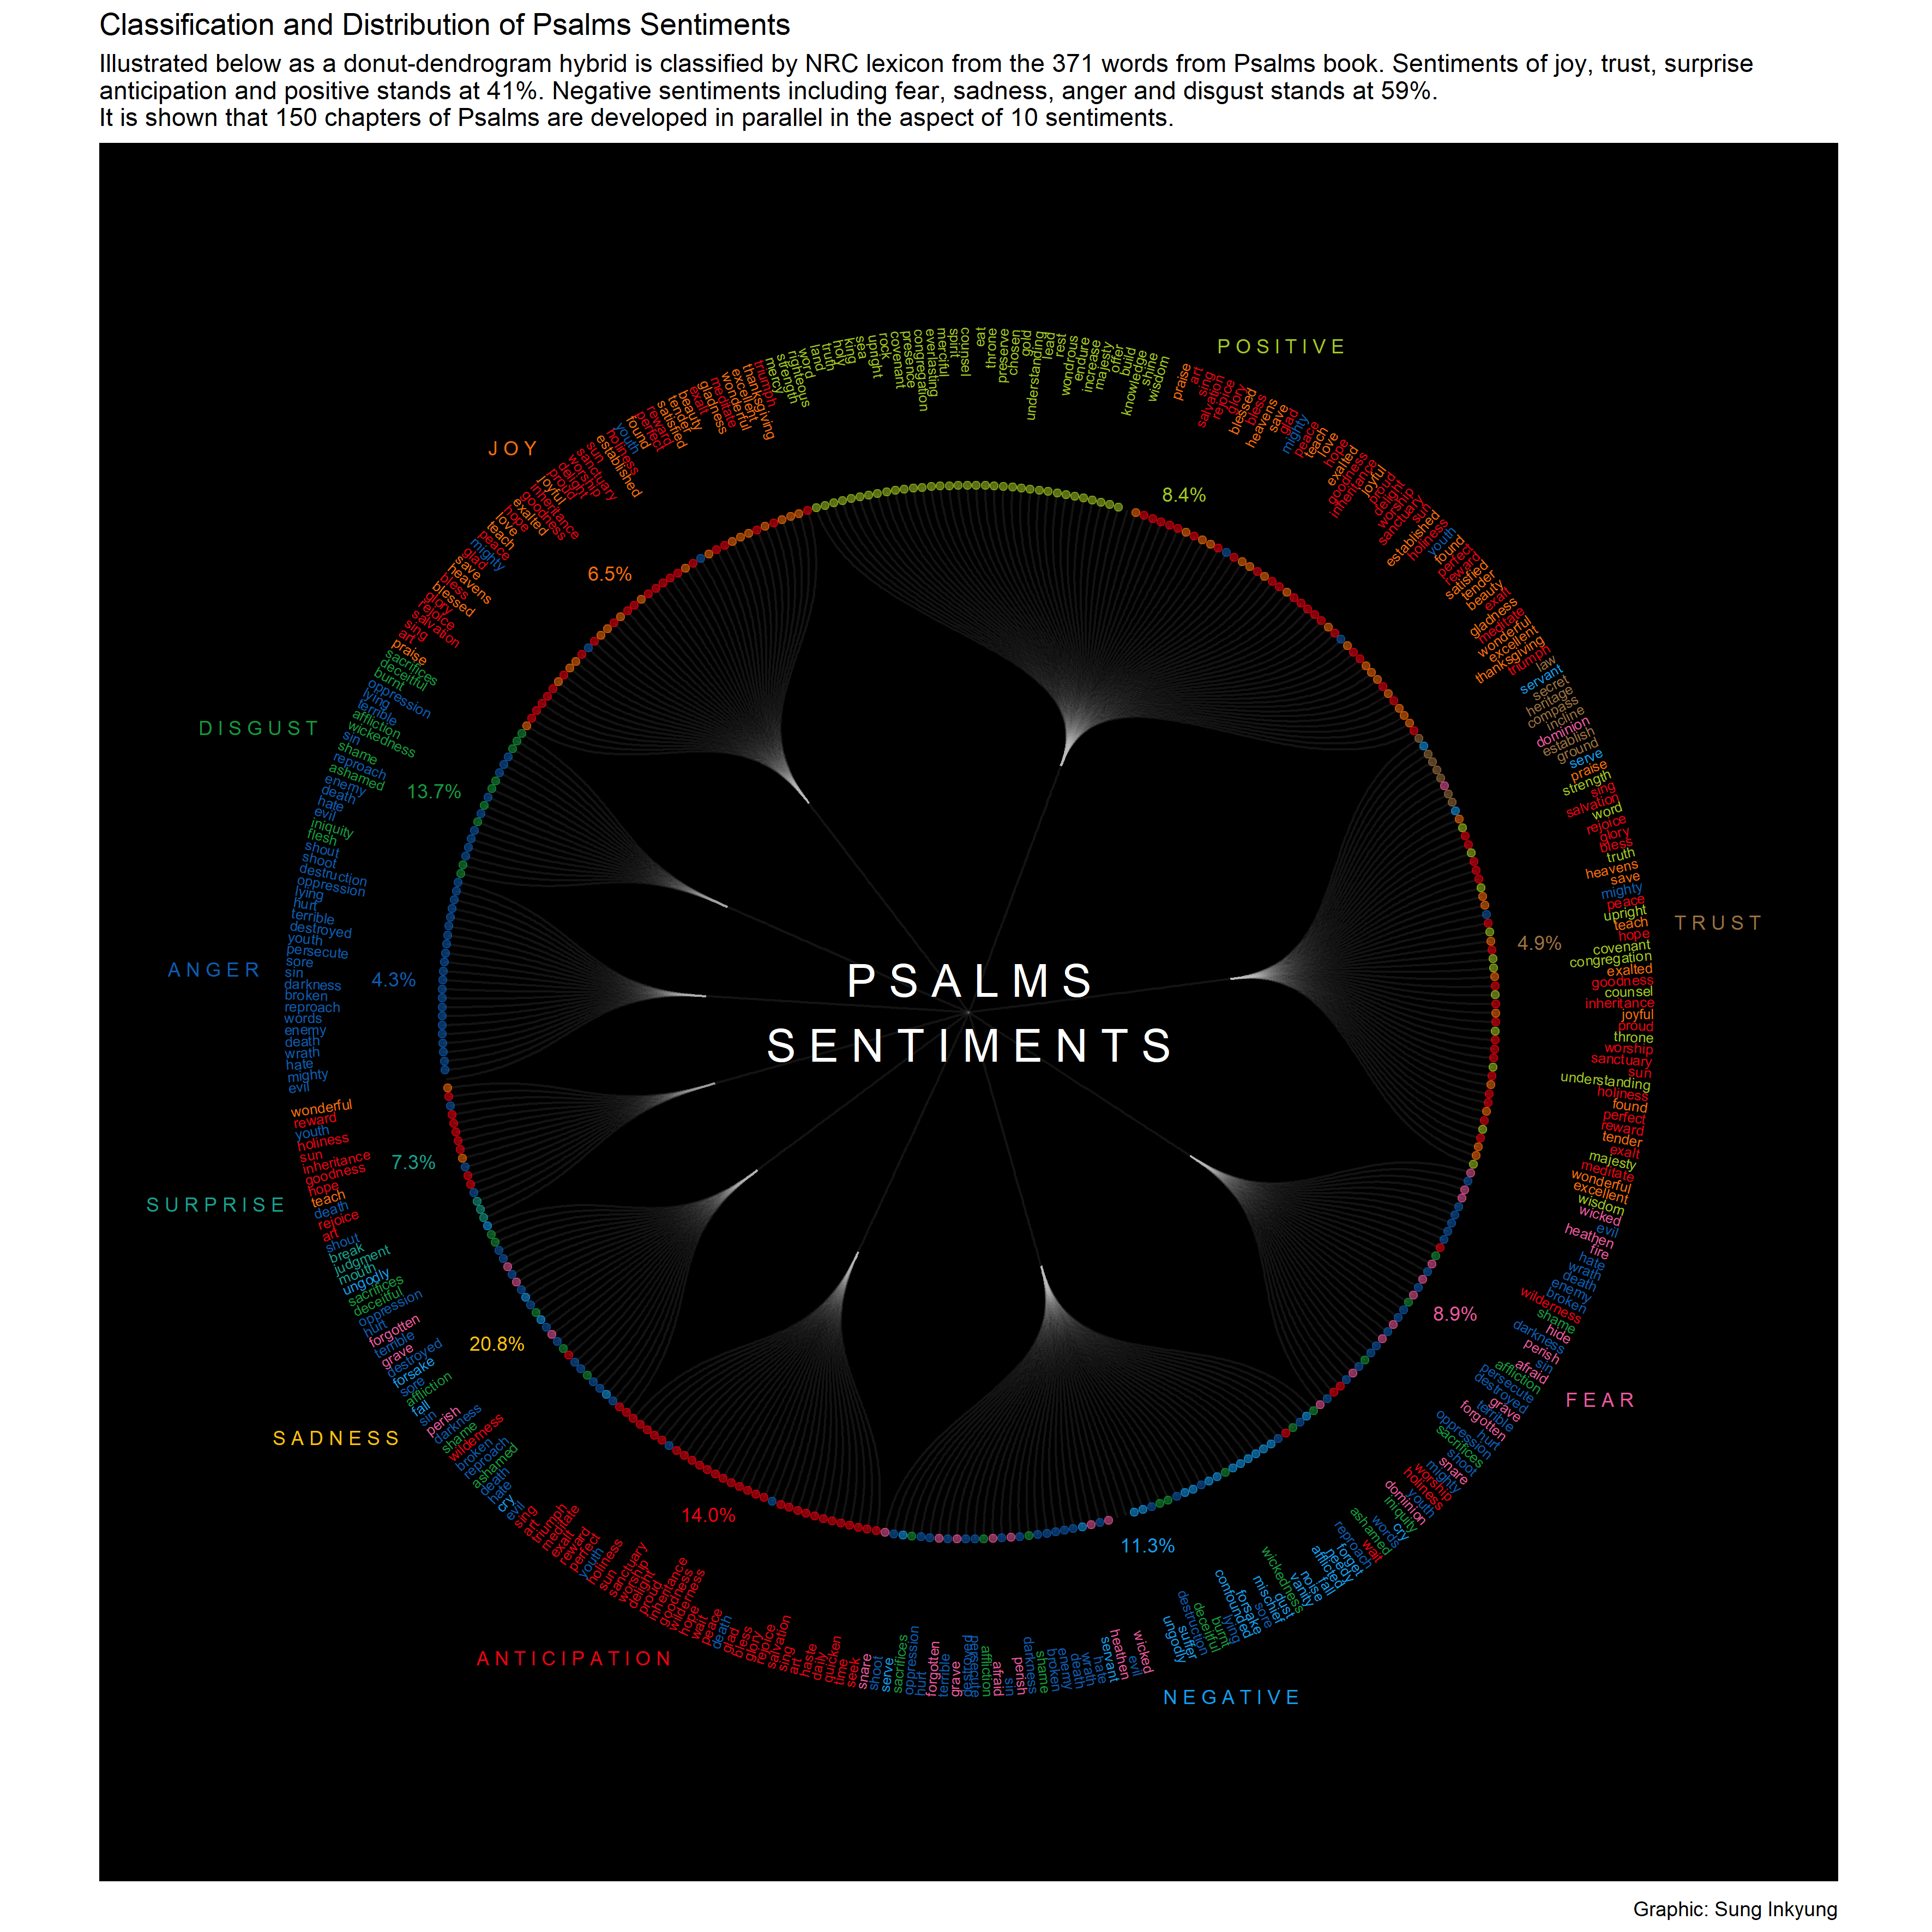 Classification and Distribution of Psalms Sentiments
Illustrated below as a donut-dendrogram hybrid is classified by NRC lexicon from the 371 words from Psalms book. Sentiments of joy, trust, surprise
anticipation and positive stands at 41%. Negative sentiments including fear, sadness, anger and disgust stands at 59%.
It is shown that 150 chapters of Psalms are developed in parallel in the aspect of 10 sentiments.
PSALMS
SENTIMENTS
POSITIVE
8.4%
mercy
strength
righteous
word
land
truth
holy
king
sea
upright
rock
covenant
presence
congregation
everlasting
merciful
spirit
counsel
eat
throne
preserve
chosen
gold
understanding
lead
rest
wondrous
endure
increase
majesty
offer
build
knowledge
shine
wisdom
praise
art
sing
salvation
rejoice
glory
blessed
bless
heavens
save
glad
mighty
peace
teach
love
hope
exalted
goodness
inheritance
joyful
proud
delight
worship
sanctuary
sun
established
holiness
youth
found
perfect
reward
satisfied
tender
beauty
exalt
gladness
meditate
wonderful
excellent
thanksgiving
triumph
TRUST
4.9%
law
servant
secret
heritage
compass
incline
dominion
establish
ground
serve
praise
strength
sing
salvation
word
rejoice
glory
bless
truth
heavens
save
mighty
peace
upright
teach
hope
covenant
congregation
exalted
goodness
counsel
inheritance
joyful
proud
throne
worship
sanctuary
sun
understanding
holiness
found
perfect
reward
tender
exalt
majesty
meditate
wonderful
excellent
wisdom
FEAR
8.9%
wicked
evil
heathen
fire
hate
wrath
death
enemy
broken
wilderness
shame
hide
darkness
perish
sin
afraid
affliction
persecute
destroyed
grave
terrible
forgotten
hurt
oppression
sacrifices
shoot
snare
mighty
worship
holiness
youth
dominion
iniquity
cry
words
ashamed
reproach
wait
forget
needy
afflicted
fall
noise
vanity
wickedness
dust
mischief
sore
forsake
confounded
lying
burnt
deceitful
destruction
suffer
ungodly
NEGATIVE
11.3%
wicked
evil
heathen
servant
hate
wrath
death
enemy
broken
shame
darkness
perish
sin
afraid
affliction
persecute
destroyed
grave
terrible
forgotten
hurt
oppression
sacrifices
serve
shoot
snare
ANTICIPATION
14.0%
seek
time
quicken
daily
haste
art
sing
salvation
rejoice
glory
bless
glad
death
peace
wait
hope
wilderness
goodness
inheritance
proud
delight
worship
sanctuary
sun
holiness
youth
perfect
reward
exalt
meditate
triumph
art
sing
SADNESS
20.8%
evil
cry
hate
death
ashamed
reproach
broken
wilderness
shame
darkness
perish
sin
fall
affliction
sore
forsake
destroyed
grave
terrible
forgotten
hurt
oppression
deceitful
sacrifices
ungodly
SURPRISE
7.3%
mouth
judgment
break
shout
art
rejoice
death
teach
hope
goodness
inheritance
sun
holiness
youth
reward
wonderful
ANGER
4.3%
evil
mighty
hate
wrath
death
enemy
words
reproach
broken
darkness
sin
sore
persecute
youth
destroyed
terrible
hurt
lying
oppression
destruction
shoot
shout
DISGUST
13.7%
flesh
iniquity
evil
hate
death
enemy
ashamed
reproach
shame
sin
wickedness
affliction
terrible
lying
oppression
burnt
deceitful
sacrifices
JOY
6.5%
praise
art
sing
salvation
rejoice
glory
blessed
bless
heavens
save
glad
mighty
peace
teach
love
hope
exalted
goodness
inheritance
joyful
proud
delight
worship
sanctuary
sun
established
holiness
youth
found
perfect
reward
satisfied
tender
beauty
exalt
gladness
meditate
wonderful
excellent
thanksgiving
triumph
Graphic: Sung Inkyung